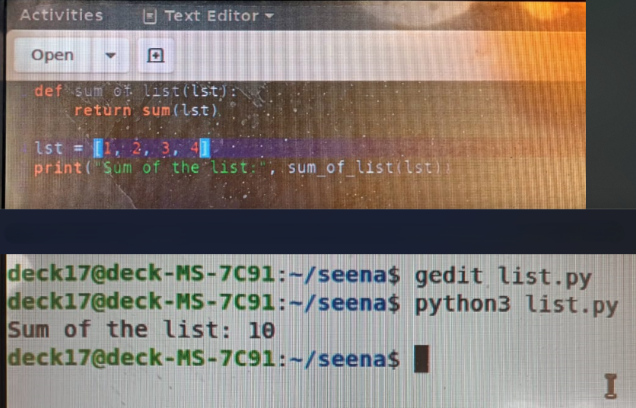 Activities Text Editor
Open
def sum_of_list(lst):
return sum(lst)
lst = [1, 2, 3, 4]
print("Sum of the list:", sum_of_list(lst))
deck17@deck-MS-7C91:~/seena$ gedit list.py
deck17@deck-MS-7C91:~/seena$ python3 list.py
Sum of the list: 10
deck17@deck-MS-7C91:~/seena$